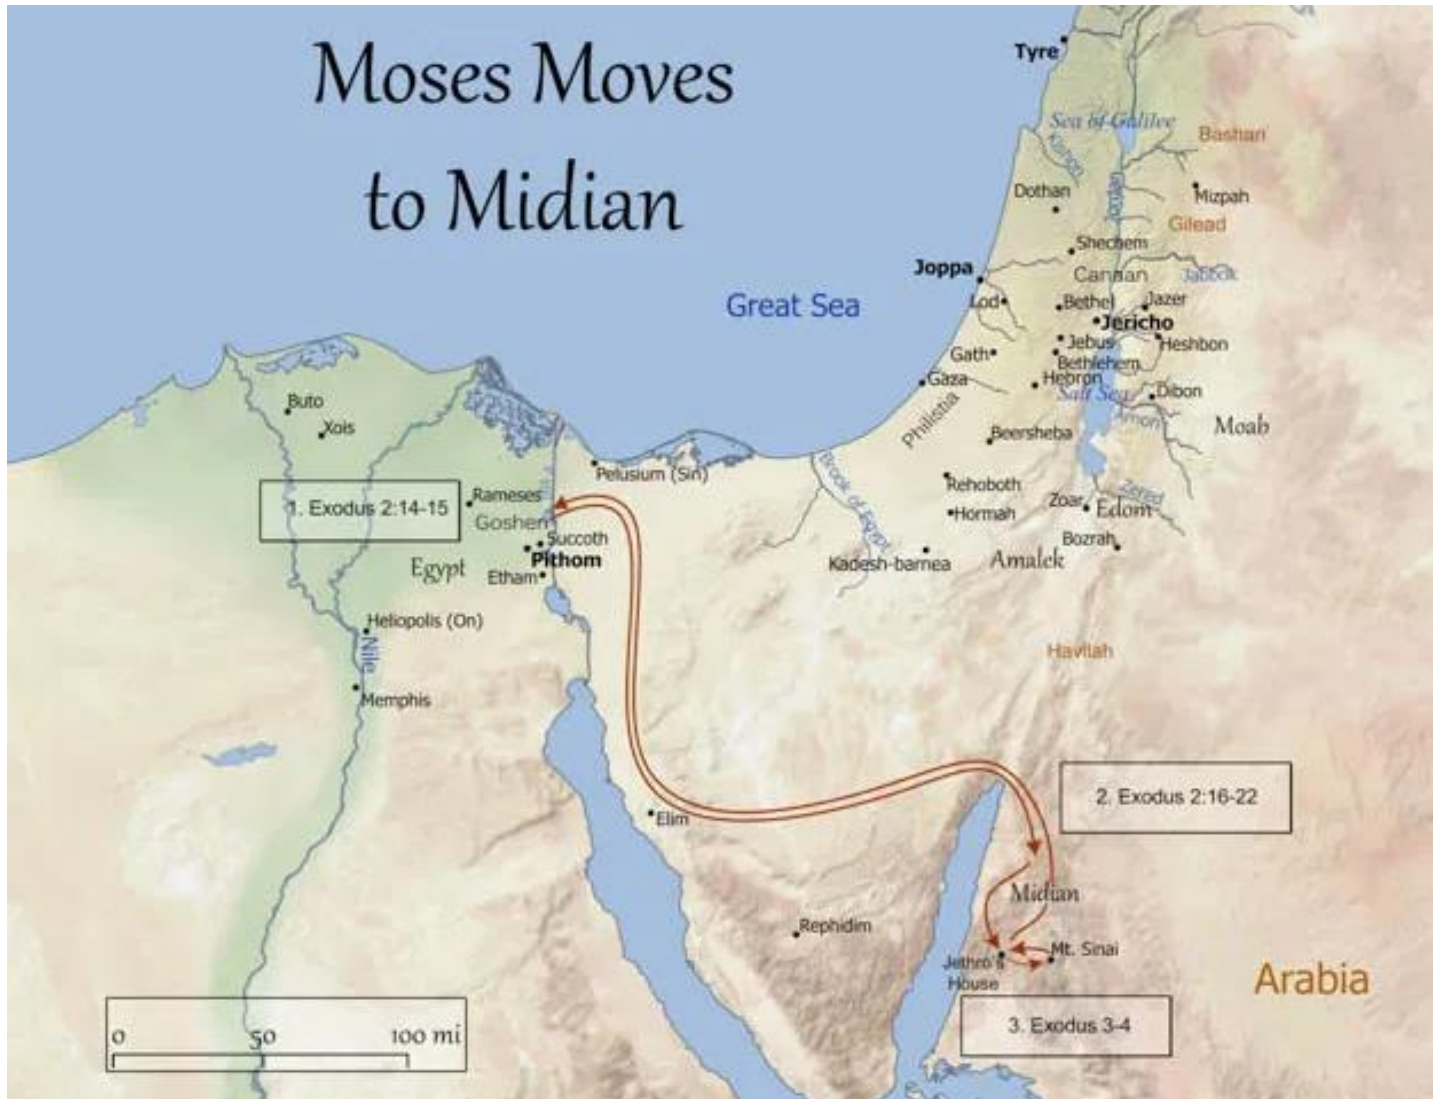 Moses Moves
to Midian
Tyre
Sea of Galilee
Kishon
Bashan
Dothan
Jordan
Mizpah
Gilead
Shechem
Joppa
Canaan
Jabbok
Great Sea
Lod
Bethel
Jazer
Jericho
Jebus
Heshbon
Gath
Bethlehem
Gaza
Hebron
Salt Sea
Dibon
Buto
Philistia
Arnon
Xois
Beersheba
Moab
Pelusium (Sin)
Brook of Egypt
Rehoboth
Zered
1. Exodus 2:14-15
Rameses
Zoar
Edom
Goshen
Hormah
Succoth
Bozrah
Pithom
Kadesh-barnea
Amalek
Egypt
Etham
Heliopolis (On)
Nile
Havilah
Memphis
2. Exodus 2:16-22
Elim
Midian
Rephidim
Mt. Sinai
Jethro's
House
Arabia
3. Exodus 3-4
0 50 100 mi